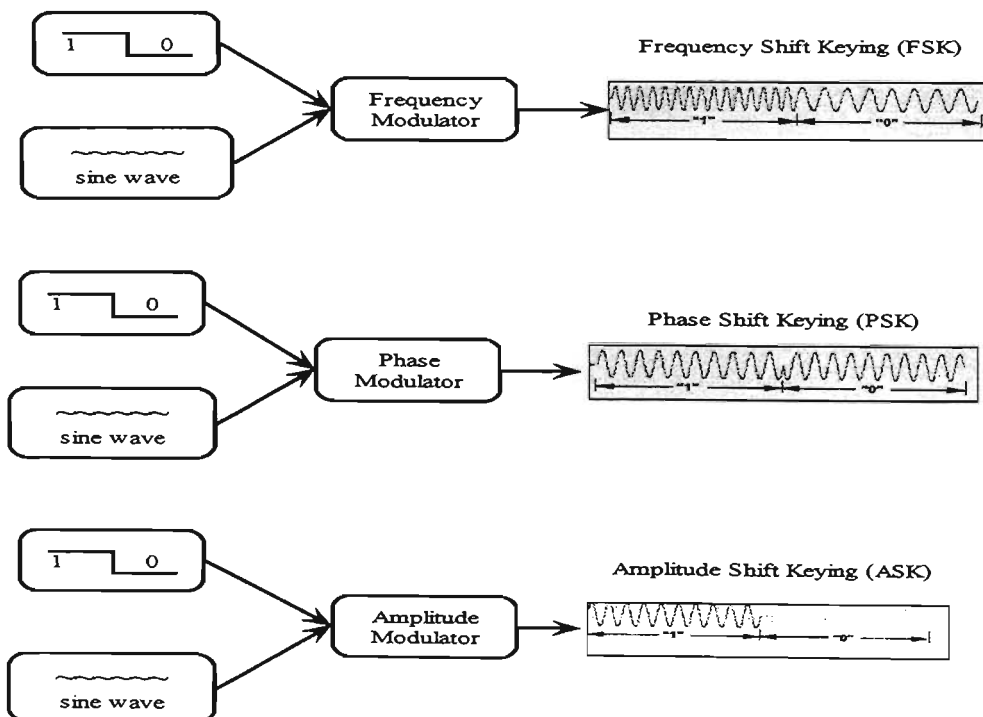 1 0
sine wave
Frequency
Modulator
Frequency Shift Keying (FSK)
"1" "0"
1 0
sine wave
Phase
Modulator
Phase Shift Keying (PSK)
"1" "0"
1 0
sine wave
Amplitude
Modulator
Amplitude Shift Keying (ASK)
"1" "0"